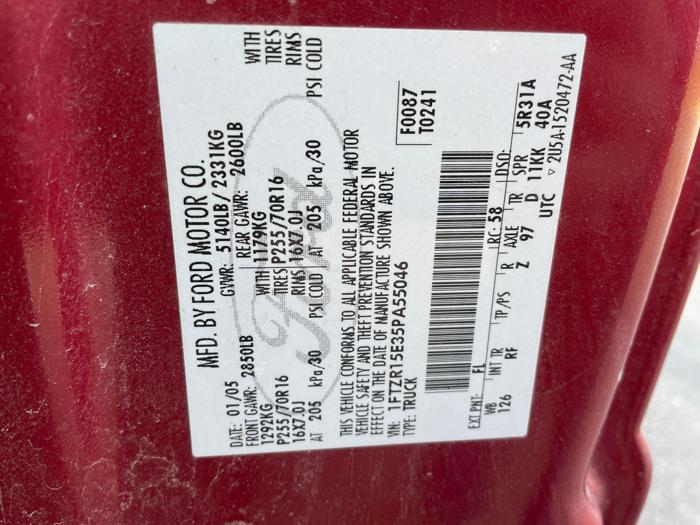 MFD. BY FORD MOTOR CO.
DATE: 01/05 GVWR: 5140LB/2331KG
FRONT GAWR: 2850LB REAR GAWR: 2600LB WITH
1292KG 1179KG TIRES
P255/70R16 TIRES P255/70R16 RIMS
16X7.0J RIMS 16X7.0J
AT 205 kPa/30 PSI COLD AT 205 kPa/30 PSI COLD
Ford
THIS VEHICLE CONFORMS TO ALL APPLICABLE FEDERAL MOTOR
VEHICLE SAFETY AND THEFT PREVENTION STANDARDS IN
EFFECT ON THE DATE OF MANUFACTURE SHOWN ABOVE.
VIN: 1FTZR15E35PA55046
TYPE: TRUCK
F0087
T0241
EXT PNT: FL RC: 58 DSO:
WB INT TR TP/PS R AXLE TR SPR 5R31A
126 RF Z 97 D 11KK 40A
UTC ▽ 2U5A-1520472-AA